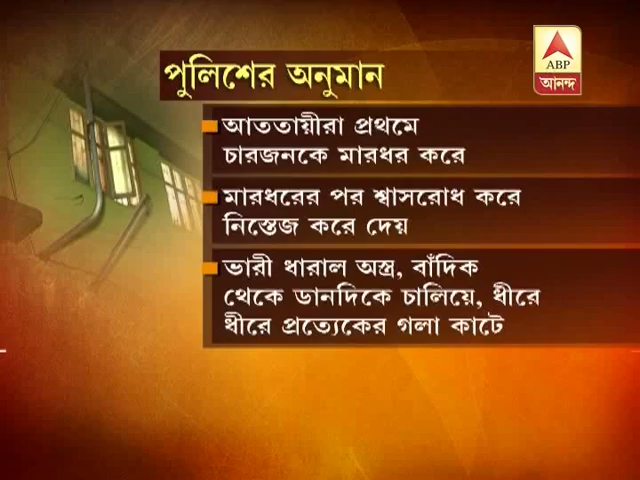 ABP
আনন্দ
পুলিশের অনুমান
আততায়ীরা প্রথমে
চারজনকে মারধর করে
মারধরের পর শ্বাসরোধ করে
নিস্তেজ করে দেয়
ভারী ধারাল অস্ত্র, বাঁদিক
থেকে ডানদিকে চালিয়ে, ধীরে
ধীরে প্রত্যেকের গলা কাটে